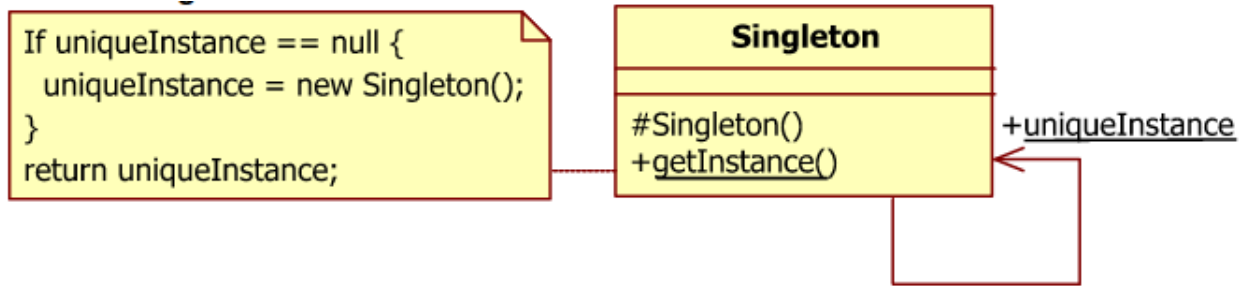 If uniqueInstance == null {
uniqueInstance = new Singleton();
}
return uniqueInstance;
Singleton
#Singleton()
+getInstance()
+uniqueInstance